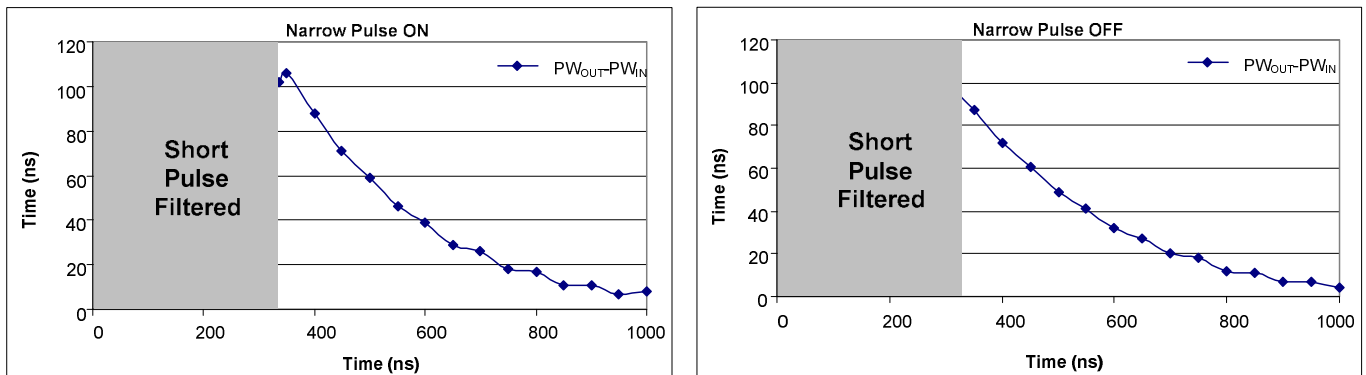 Narrow Pulse ON
120
100
80
60
40
20
0
Time (ns)
PWOUT-PWIN
Short
Pulse
Filtered
0 200 400 600 800 1000
Time (ns)
Narrow Pulse OFF
120
100
80
60
40
20
0
Time (ns)
PWOUT-PWIN
Short
Pulse
Filtered
0 200 400 600 800 1000
Time (ns)